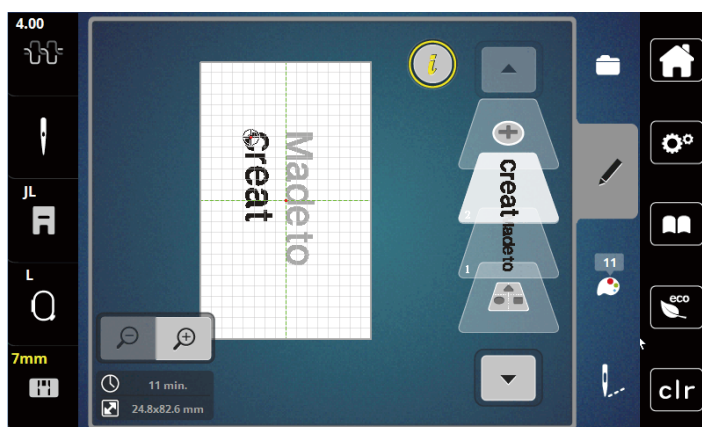 4.00
JL
L
7mm
Made to
Creat
11 min.
24.8x82.6 mm
i
creat
2
lade to
1
11
eco
clr